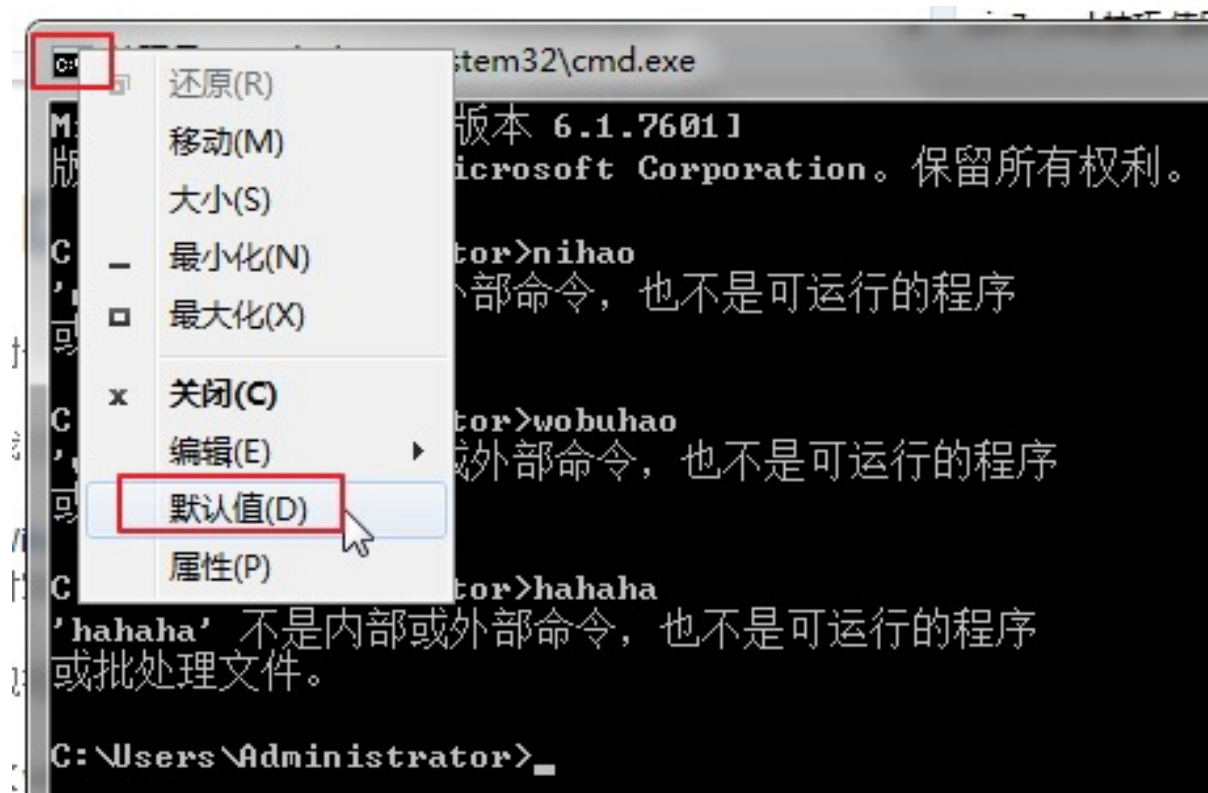 stem32\cmd.exe
还原(R)
移动(M)
大小(S)
最小化(N)
最大化(X)
关闭(C)
编辑(E)
默认值(D)
属性(P)
版本 6.1.7601]
icrosoft Corporation。保留所有权利。
tor>nihao
部命令，也不是可运行的程序
tor>wobuhao
外部命令，也不是可运行的程序
tor>hahaha
'hahaha' 不是内部或外部命令，也不是可运行的程序
或批处理文件。
C:\Users\Administrator>_